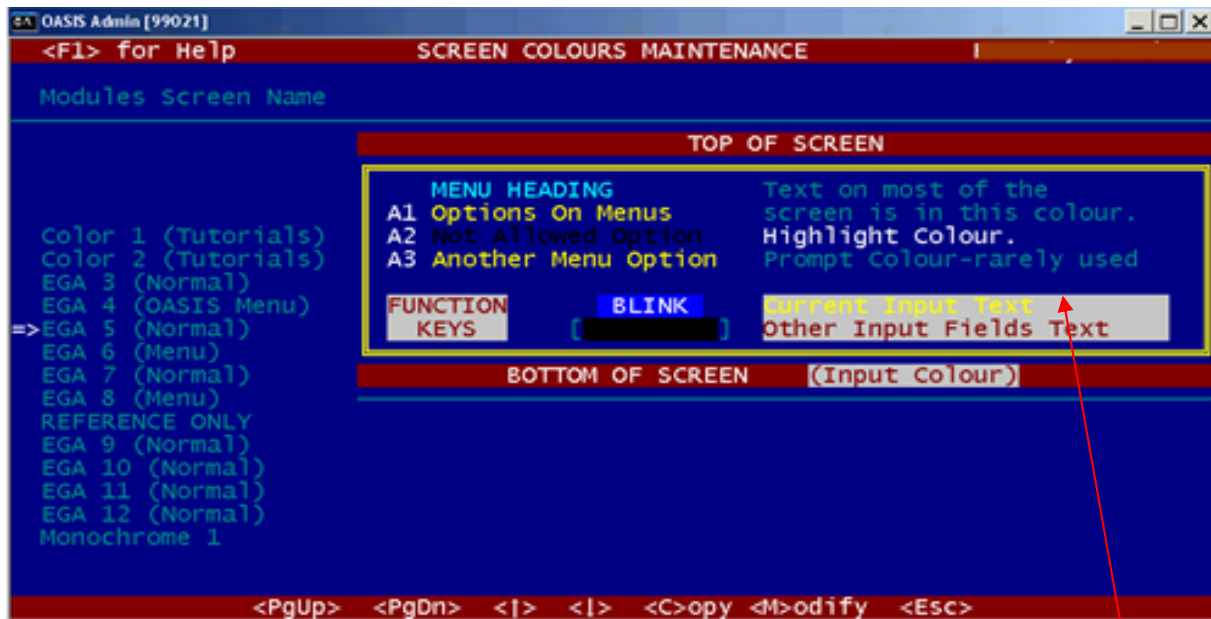 OASIS Admin [99021]
<F1> for Help SCREEN COLOURS MAINTENANCE
Modules Screen Name
TOP OF SCREEN
MENU HEADING Text on most of the
A1 Options On Menus screen is in this colour.
Color 1 (Tutorials) A2 Not Allowed Option Highlight Colour.
Color 2 (Tutorials) A3 Another Menu Option Prompt Colour-rarely used
EGA 3 (Normal)
EGA 4 (OASIS Menu) FUNCTION BLINK Current Input Text
=>EGA 5 (Normal) KEYS [ ] Other Input Fields Text
EGA 6 (Menu)
EGA 7 (Normal) BOTTOM OF SCREEN (Input Colour)
EGA 8 (Menu)
REFERENCE ONLY
EGA 9 (Normal)
EGA 10 (Normal)
EGA 11 (Normal)
EGA 12 (Normal)
Monochrome 1
<PgUp> <PgDn> <↑> <↓> <C>opy <M>odify <Esc>